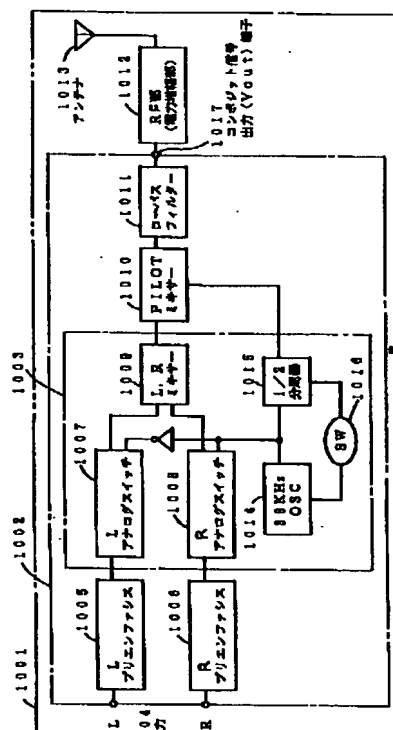 1001
1002
1003
1005
L
プリエンファシス
1006
R
プリエンファシス
1007
L
アナログスイッチ
1008
R
アナログスイッチ
1009
L, R
ミキサー
1010
PILOT
ミキサー
1011
ローパス
フィルター
1012
RF部
(電力増幅部)
1013
アンテナ
1014
38KHz
OSC
1015
1/2
分周器
1016
SW
1017
コンポジット信号
出力(Vout)端子
L
04
力
R